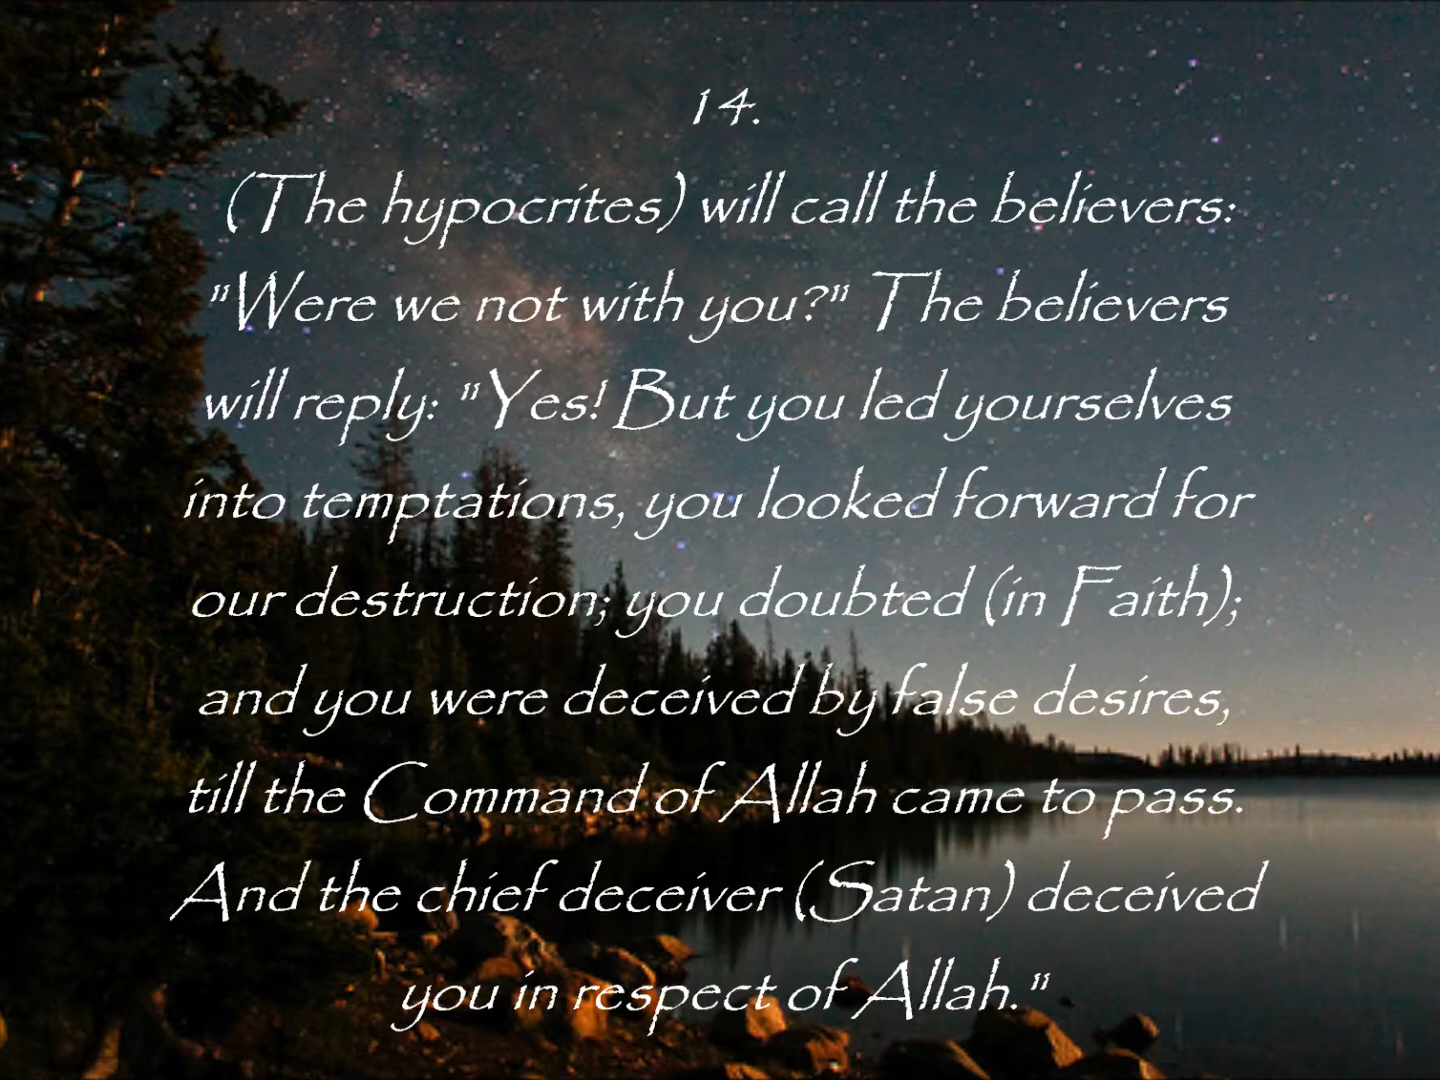 14.
(The hypocrites) will call the believers:
"Were we not with you?" The believers
will reply: "Yes! But you led yourselves
into temptations, you looked forward for
our destruction; you doubted (in Faith);
and you were deceived by false desires,
till the Command of Allah came to pass.
And the chief deceiver (Satan) deceived
you in respect of Allah."